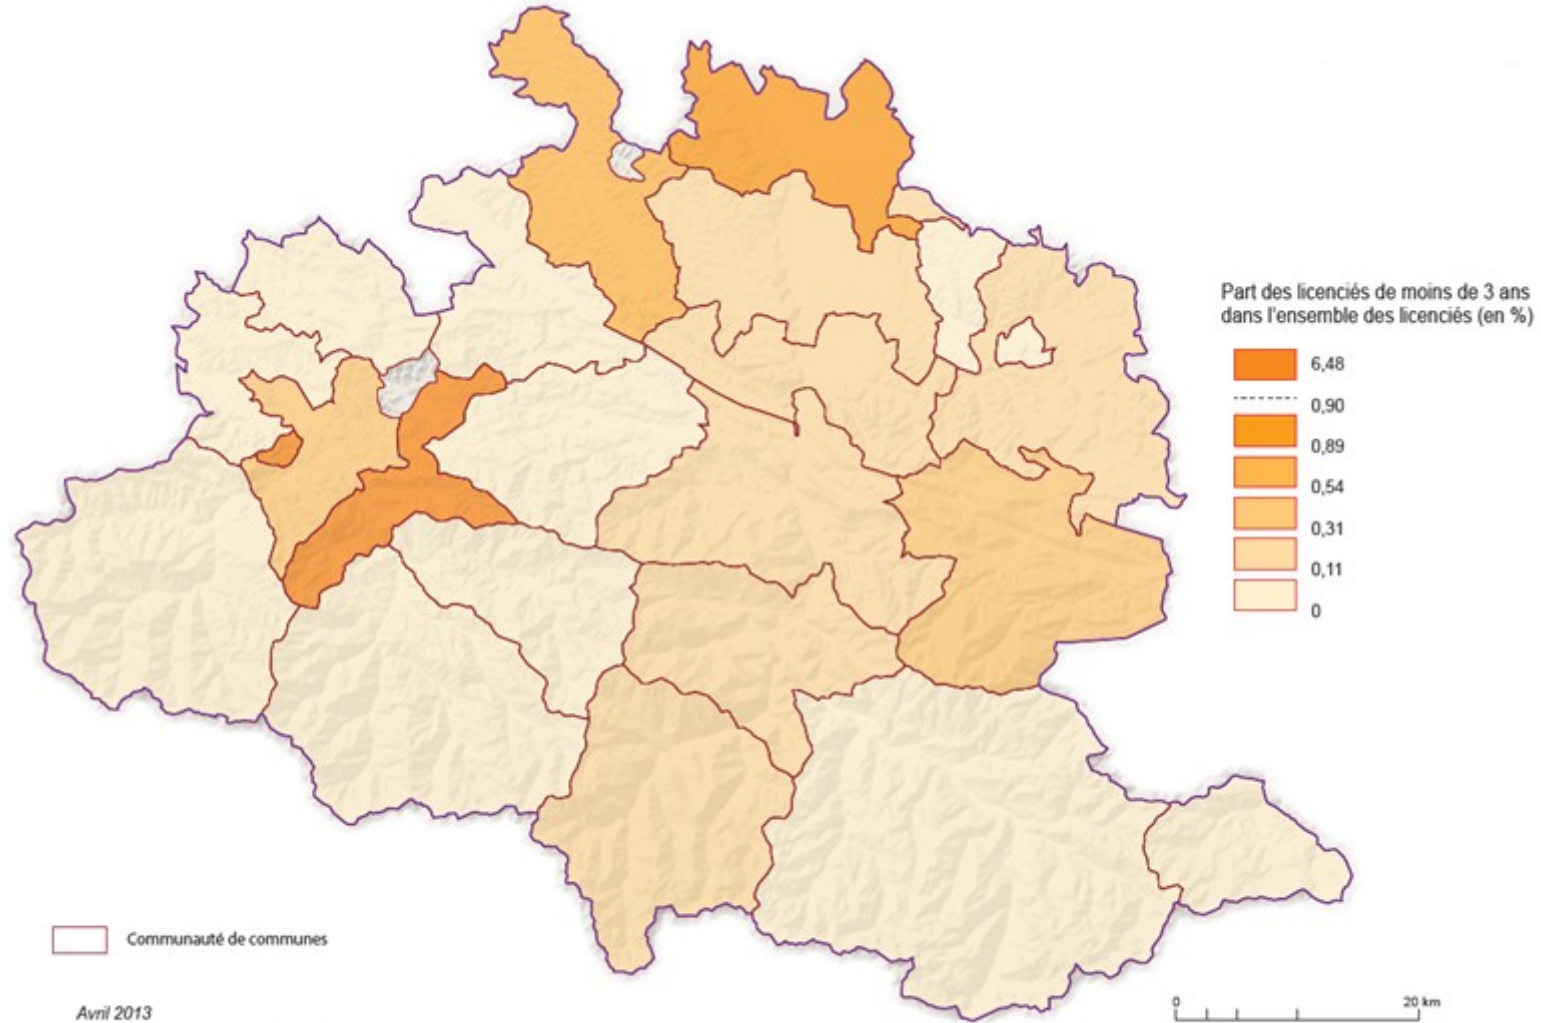 Part des licenciés de moins de 3 ans
dans l'ensemble des licenciés (en %)
6,48
0,90
0,89
0,54
0,31
0,11
0
Communauté de communes
Avril 2013
0
20 km